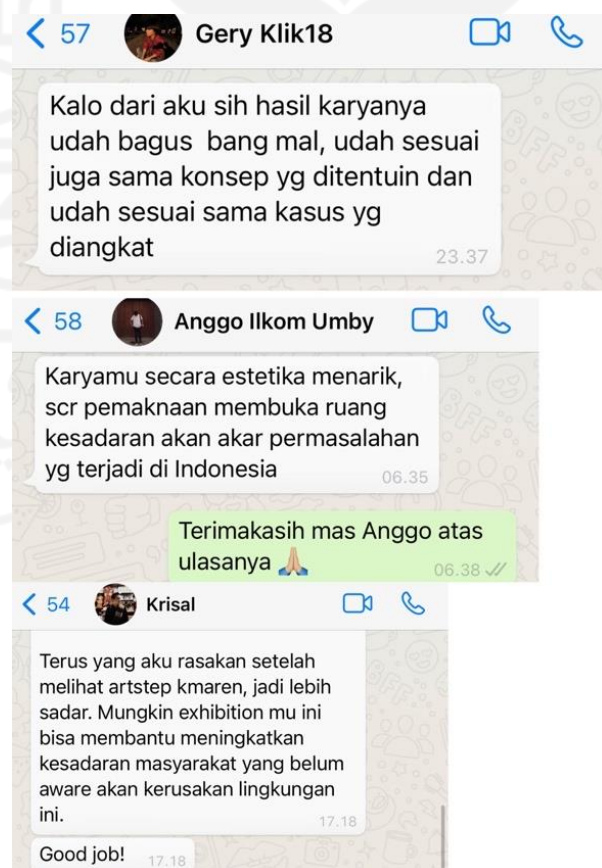 57 Gery Klik18
Kalo dari aku sih hasil karyanya
udah bagus bang mal, udah sesuai
juga sama konsep yg ditentuin dan
udah sesuai sama kasus yg
diangkat
23.37
58 Anggo Ilkom Umby
Karyamu secara estetika menarik,
scr pemaknaan membuka ruang
kesadaran akan akar permasalahan
yg terjadi di Indonesia
06.35
Terimakasih mas Anggo atas
ulasanya 🙏🏼
06.38
54 Krisal
Terus yang aku rasakan setelah
melihat artstep kmaren, jadi lebih
sadar. Mungkin exhibition mu ini
bisa membantu meningkatkan
kesadaran masyarakat yang belum
aware akan kerusakan lingkungan
ini.
17.18
Good job! 17.18